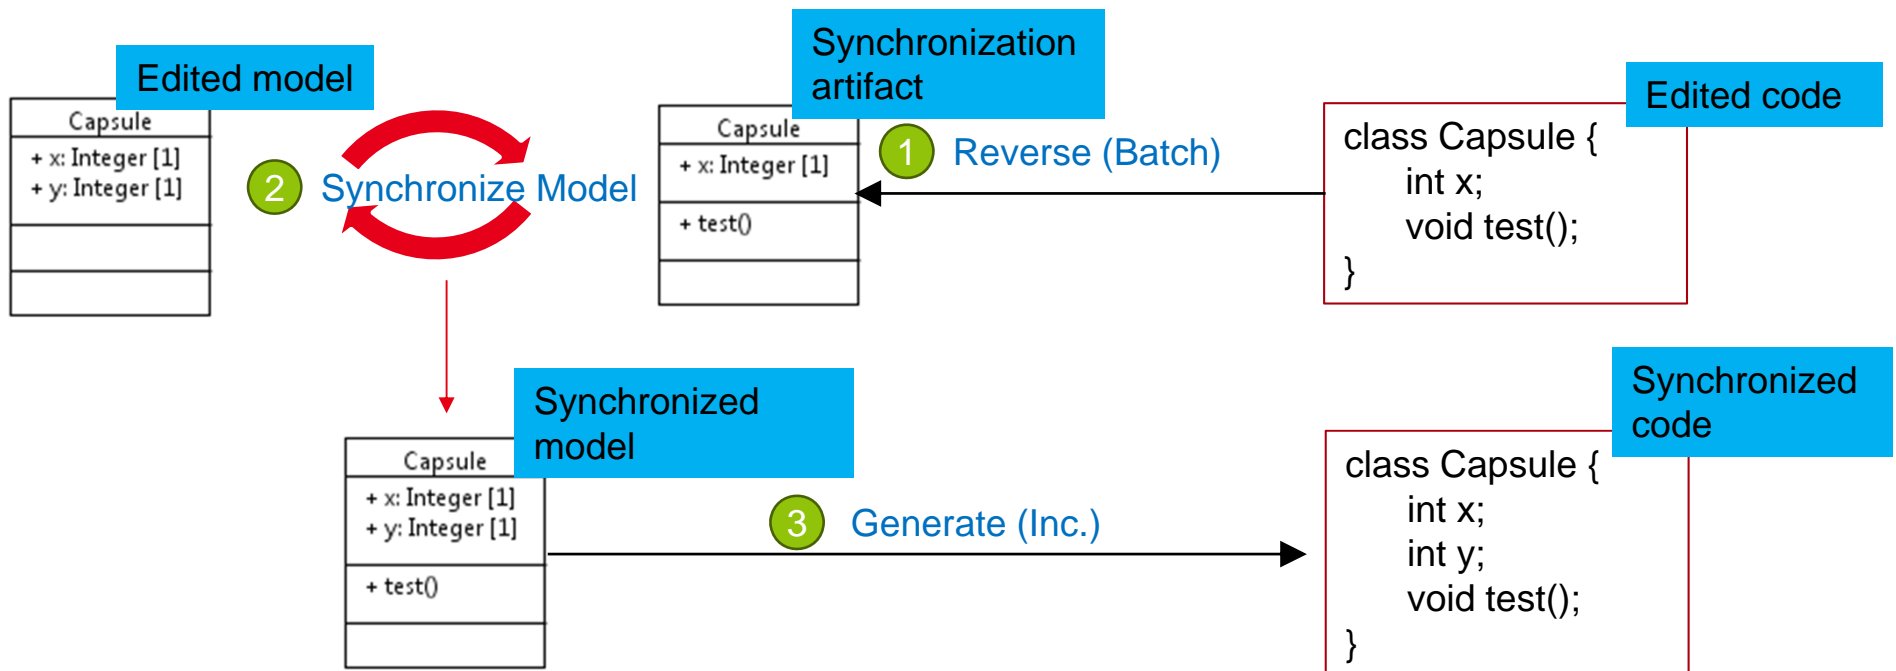 Edited model
Capsule
+ x: Integer [1]
+ y: Integer [1]
2 Synchronize Model
Synchronization
artifact
Capsule
+ x: Integer [1]
+ test()
1 Reverse (Batch)
Edited code
class Capsule {
int x;
void test();
}
Synchronized
model
Capsule
+ x: Integer [1]
+ y: Integer [1]
+ test()
3 Generate (Inc.)
Synchronized
code
class Capsule {
int x;
int y;
void test();
}